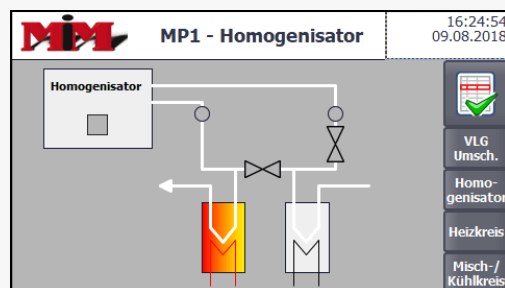 MIM
MP1 - Homogenisator
16:24:54
09.08.2018
Homogenisator
VLG
Umsch.
Homo-
genisator
Heizkreis
Misch-/
Kühlkreis